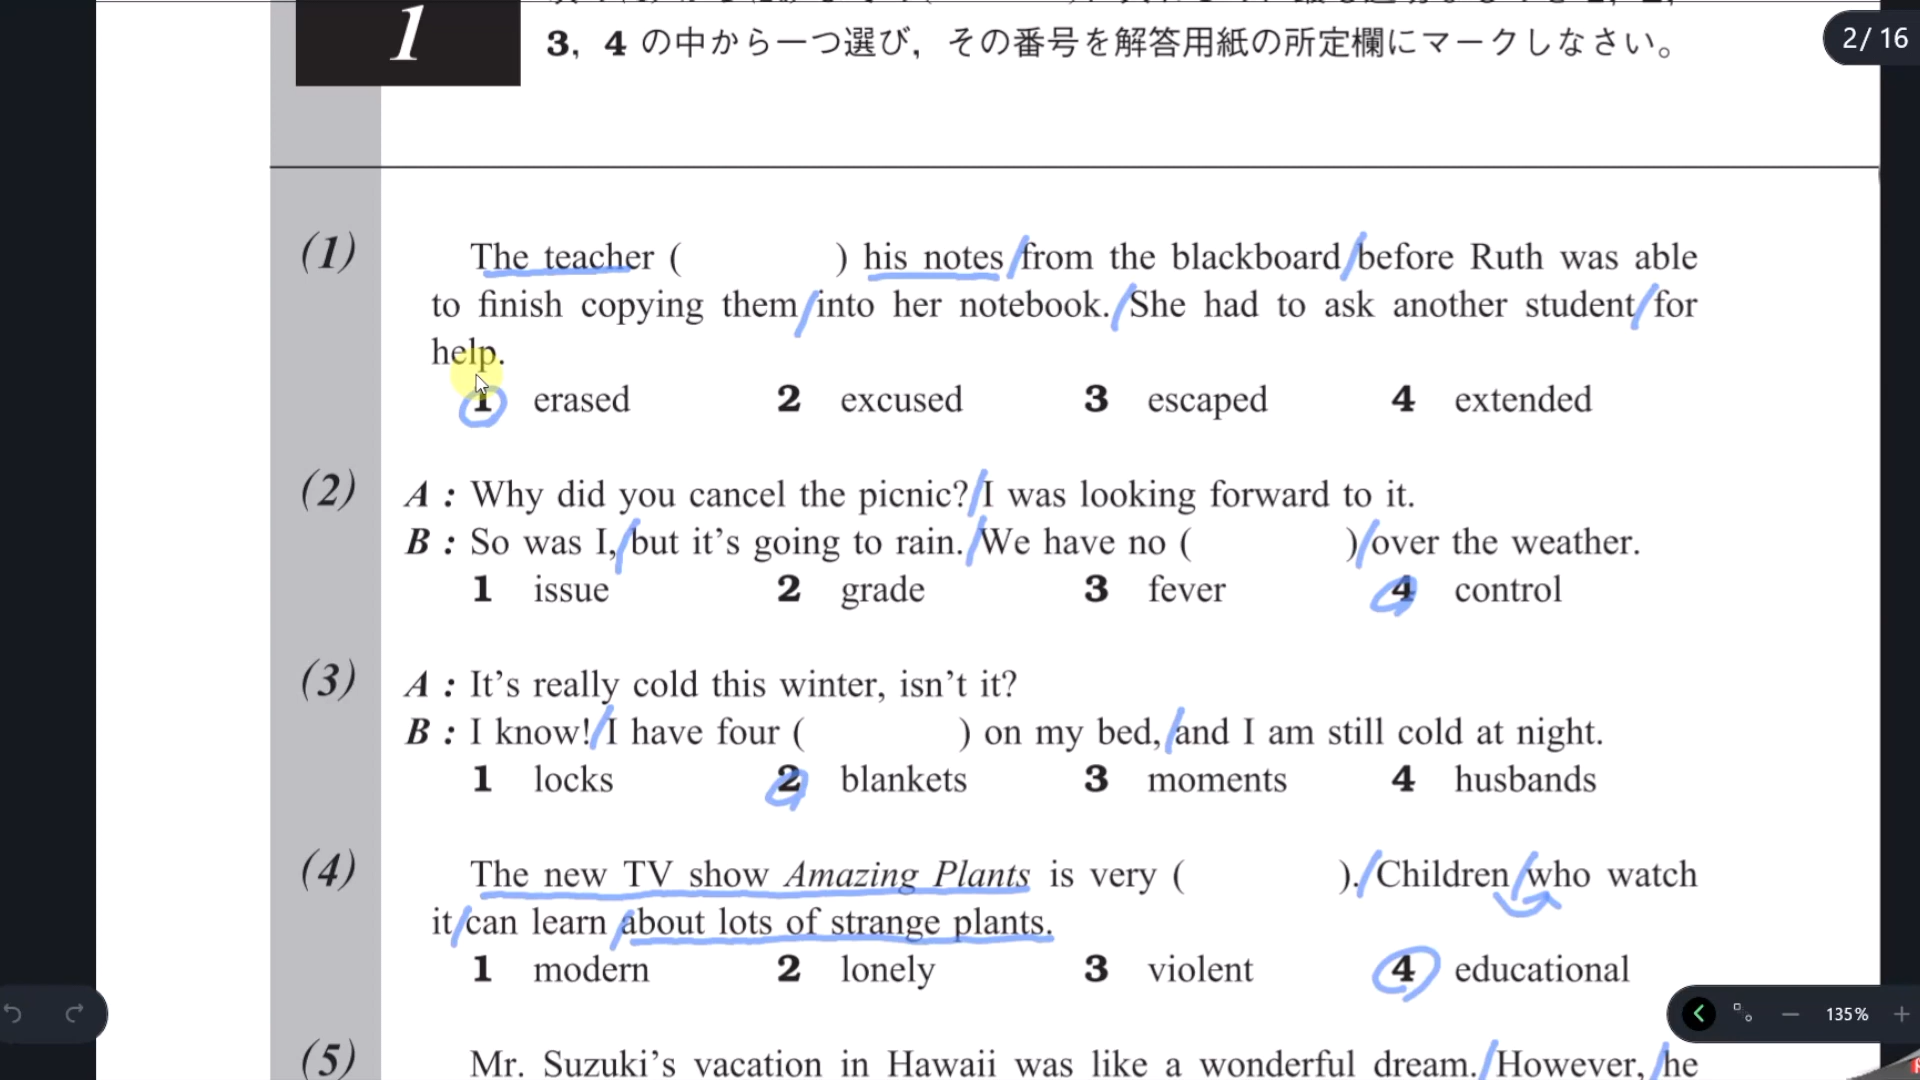 1
3, 4 の中から一つ選び，その番号を解答用紙の所定欄にマークしなさい。
2/ 16
(1) The teacher ( ) his notes from the blackboard before Ruth was able
to finish copying them into her notebook. She had to ask another student for
help.
1 erased 2 excused 3 escaped 4 extended
(2) A : Why did you cancel the picnic? I was looking forward to it.
B : So was I, but it's going to rain. We have no ( ) over the weather.
1 issue 2 grade 3 fever 4 control
(3) A : It's really cold this winter, isn't it?
B : I know! I have four ( ) on my bed, and I am still cold at night.
1 locks 2 blankets 3 moments 4 husbands
(4) The new TV show Amazing Plants is very ( ). Children who watch
it can learn about lots of strange plants.
1 modern 2 lonely 3 violent 4 educational
135%
(5) Mr. Suzuki's vacation in Hawaii was like a wonderful dream. However, he